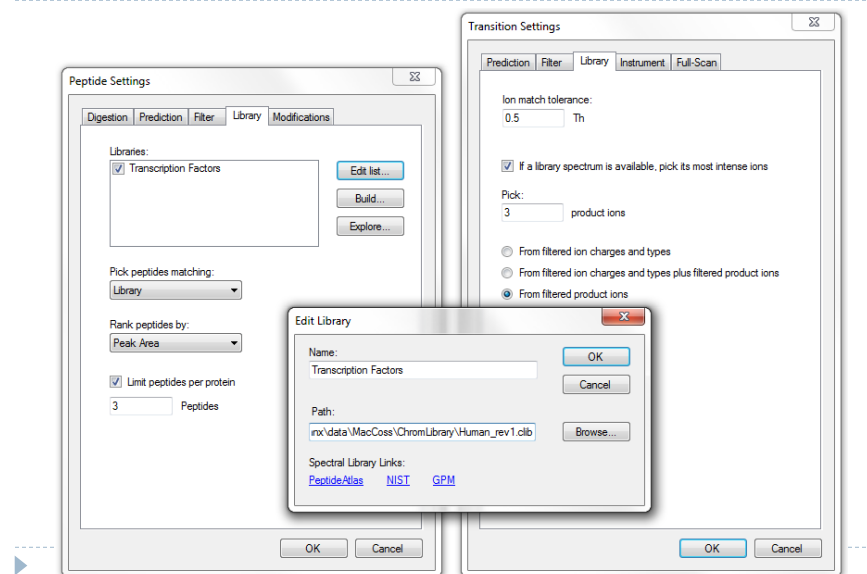 Peptide Settings
Digestion Prediction Filter Library Modifications
Libraries:
Transcription Factors
Edit list...
Build...
Explore...
Pick peptides matching:
Library
Rank peptides by:
Peak Area
Limit peptides per protein
3 Peptides
OK Cancel
Transition Settings
Prediction Filter Library Instrument Full-Scan
Ion match tolerance:
0.5 Th
If a library spectrum is available, pick its most intense ions
Pick:
3 product ions
From filtered ion charges and types
From filtered ion charges and types plus filtered product ions
From filtered product ions
OK Cancel
Edit Library
Name:
Transcription Factors
OK
Cancel
Path:
\data\MacCoss\ChromLibrary\Human_rev1.clib
Browse...
Spectral Library Links:
PeptideAtlas NIST GPM